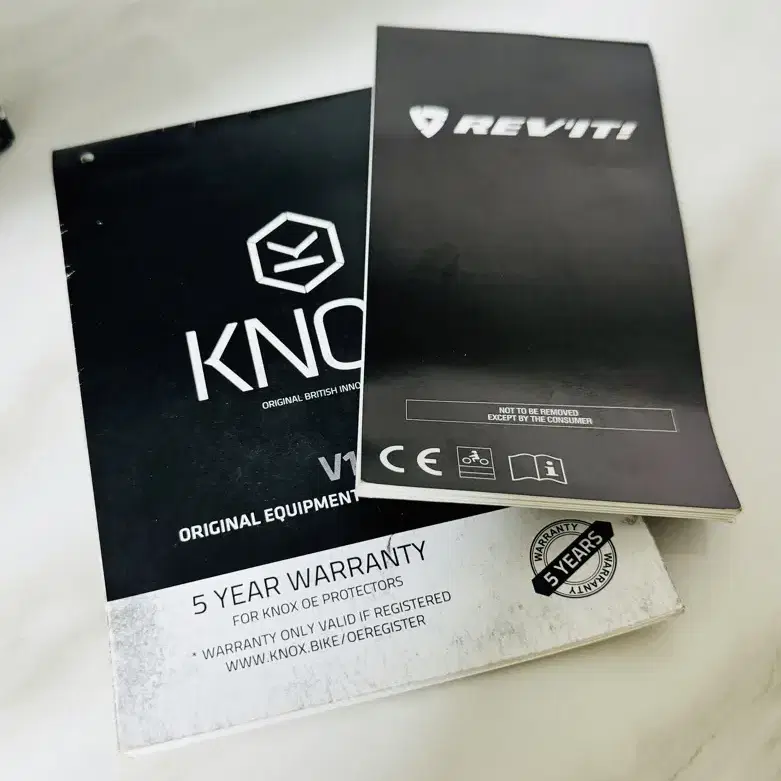 REV'IT!
NOT TO BE REMOVED
EXCEPT BY THE CONSUMER
CE
KNO
ORIGINAL BRITISH INNO
V1
ORIGINAL EQUIPMENT
5 YEAR WARRANTY
FOR KNOX OE PROTECTORS
* WARRANTY ONLY VALID IF REGISTERED
WWW.KNOX.BIKE/OEREGISTER
WARRANTY
5 YEARS
WARRANTY